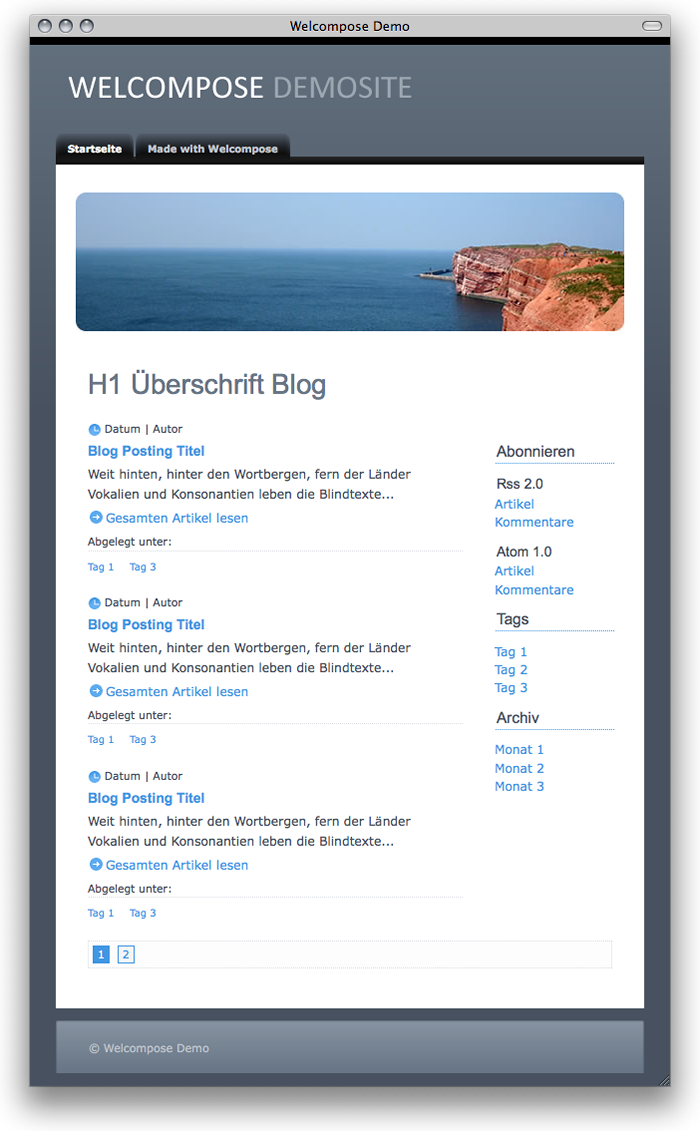 Welcompose Demo
WELCOMPOSE DEMOSITE
Startseite Made with Welcompose
H1 Überschrift Blog
Datum | Autor
Blog Posting Titel
Weit hinten, hinter den Wortbergen, fern der Länder
Vokalien und Konsonantien leben die Blindtexte...
Gesamten Artikel lesen
Abgelegt unter:
Tag 1 Tag 3
Datum | Autor
Blog Posting Titel
Weit hinten, hinter den Wortbergen, fern der Länder
Vokalien und Konsonantien leben die Blindtexte...
Gesamten Artikel lesen
Abgelegt unter:
Tag 1 Tag 3
Datum | Autor
Blog Posting Titel
Weit hinten, hinter den Wortbergen, fern der Länder
Vokalien und Konsonantien leben die Blindtexte...
Gesamten Artikel lesen
Abgelegt unter:
Tag 1 Tag 3
1 2
Abonnieren
Rss 2.0
Artikel
Kommentare
Atom 1.0
Artikel
Kommentare
Tags
Tag 1
Tag 2
Tag 3
Archiv
Monat 1
Monat 2
Monat 3
© Welcompose Demo